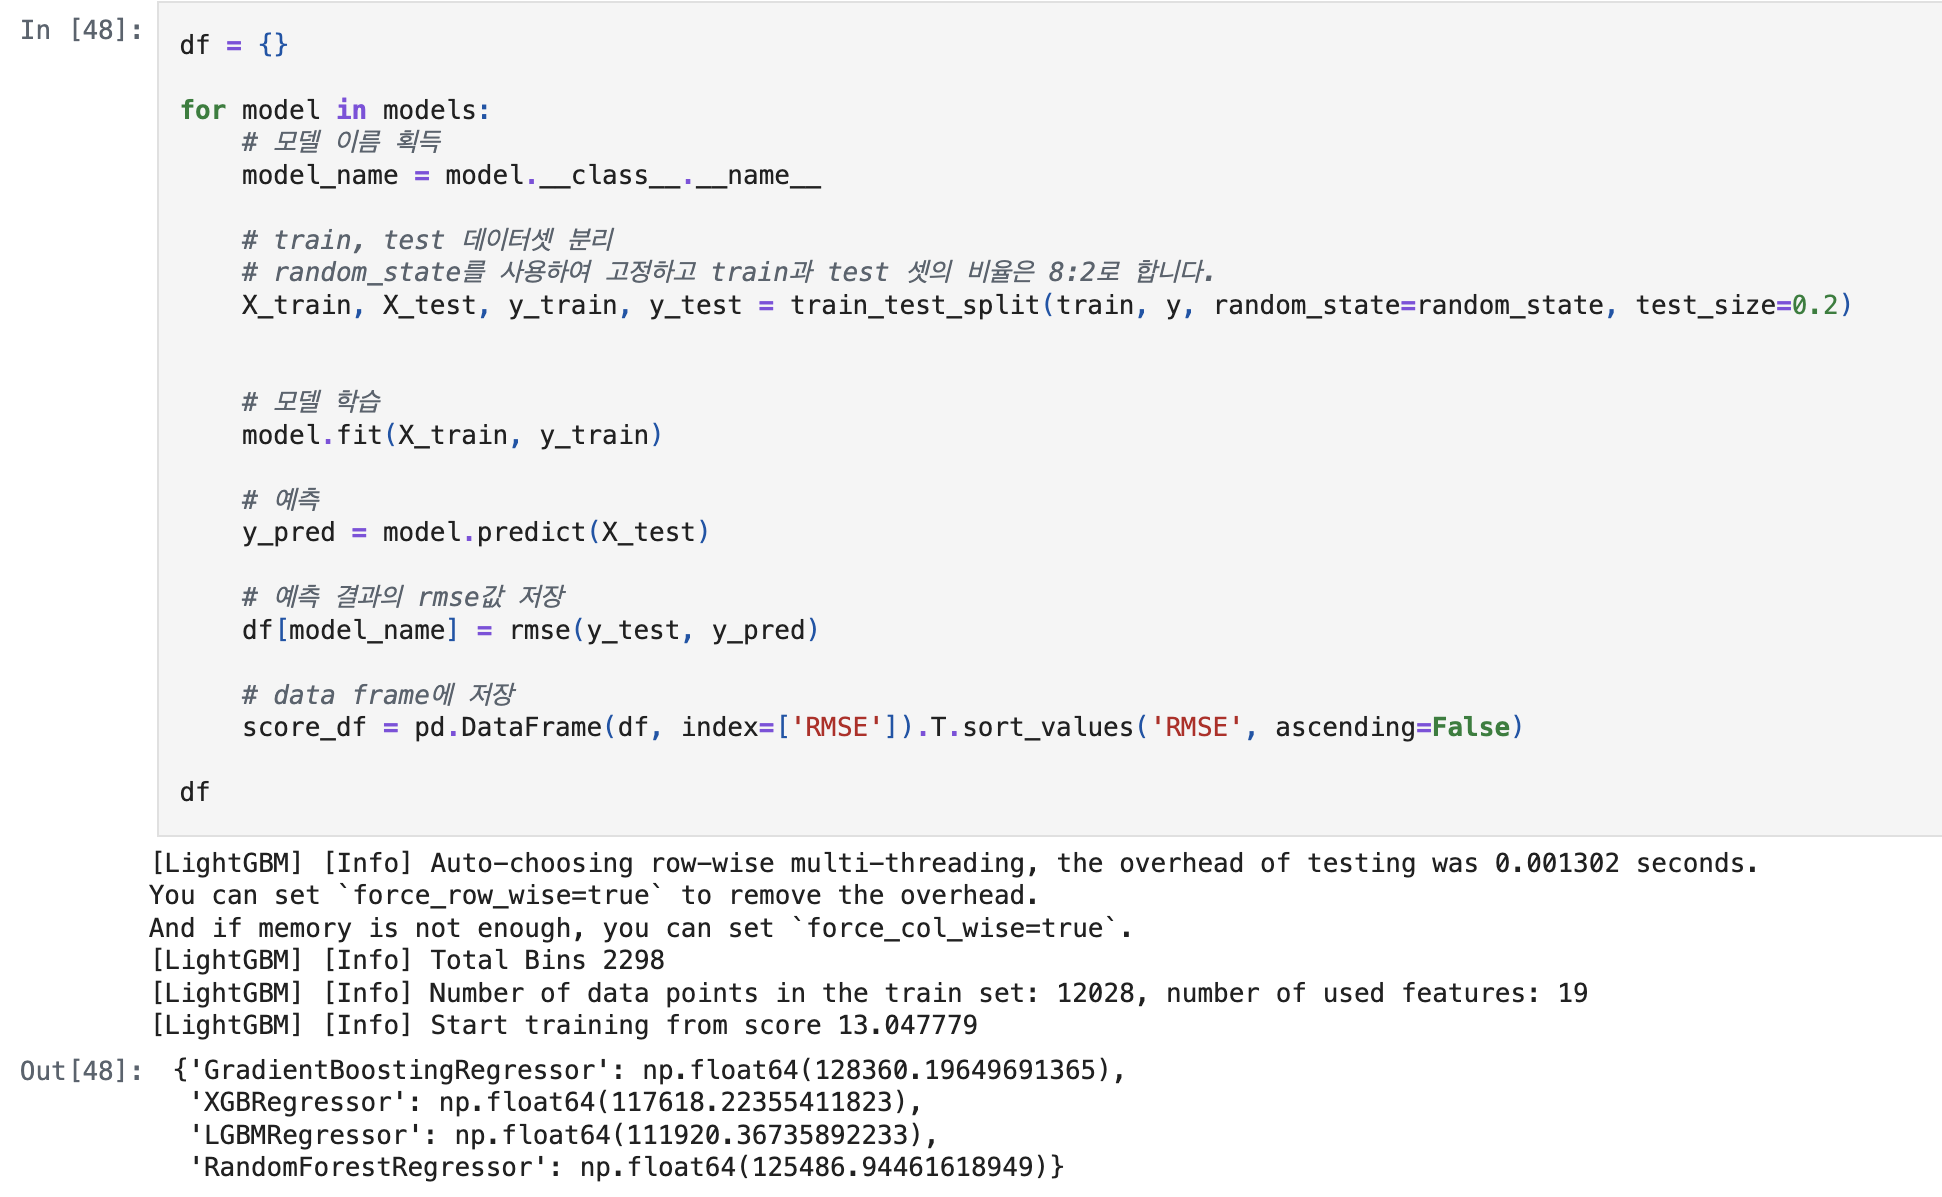 In [48]:
df = {}
for model in models:
# 모델 이름 획득
model_name = model.__class__.__name__
# train, test 데이터셋 분리
# random_state를 사용하여 고정하고 train과 test 셋의 비율은 8:2로 합니다.
X_train, X_test, y_train, y_test = train_test_split(train, y, random_state=random_state, test_size=0.2)
# 모델 학습
model.fit(X_train, y_train)
# 예측
y_pred = model.predict(X_test)
# 예측 결과의 rmse값 저장
df[model_name] = rmse(y_test, y_pred)
# data frame에 저장
score_df = pd.DataFrame(df, index=['RMSE']).T.sort_values('RMSE', ascending=False)
df
[LightGBM] [Info] Auto-choosing row-wise multi-threading, the overhead of testing was 0.001302 seconds.
You can set `force_row_wise=true` to remove the overhead.
And if memory is not enough, you can set `force_col_wise=true`.
[LightGBM] [Info] Total Bins 2298
[LightGBM] [Info] Number of data points in the train set: 12028, number of used features: 19
[LightGBM] [Info] Start training from score 13.047779
Out[48]: {'GradientBoostingRegressor': np.float64(128360.19649691365),
'XGBRegressor': np.float64(117618.22355411823),
'LGBMRegressor': np.float64(111920.36735892233),
'RandomForestRegressor': np.float64(125486.94461618949)}